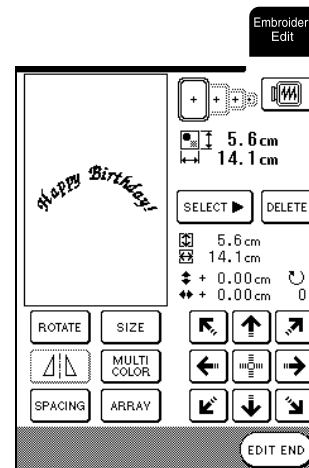 Embroider
Edit
5.6cm
14.1cm
Happy Birthday!
SELECT ▶ DELETE
5.6cm
14.1cm
+ 0.00cm
+ 0.00cm 0
ROTATE SIZE
MULTI
COLOR
SPACING ARRAY
EDIT END